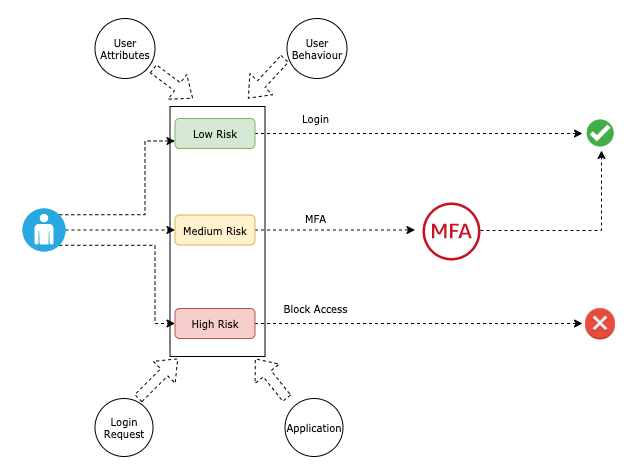 User
Attributes
User
Behaviour
Low Risk
Login
Medium Risk
MFA
MFA
High Risk
Block Access
Login
Request
Application